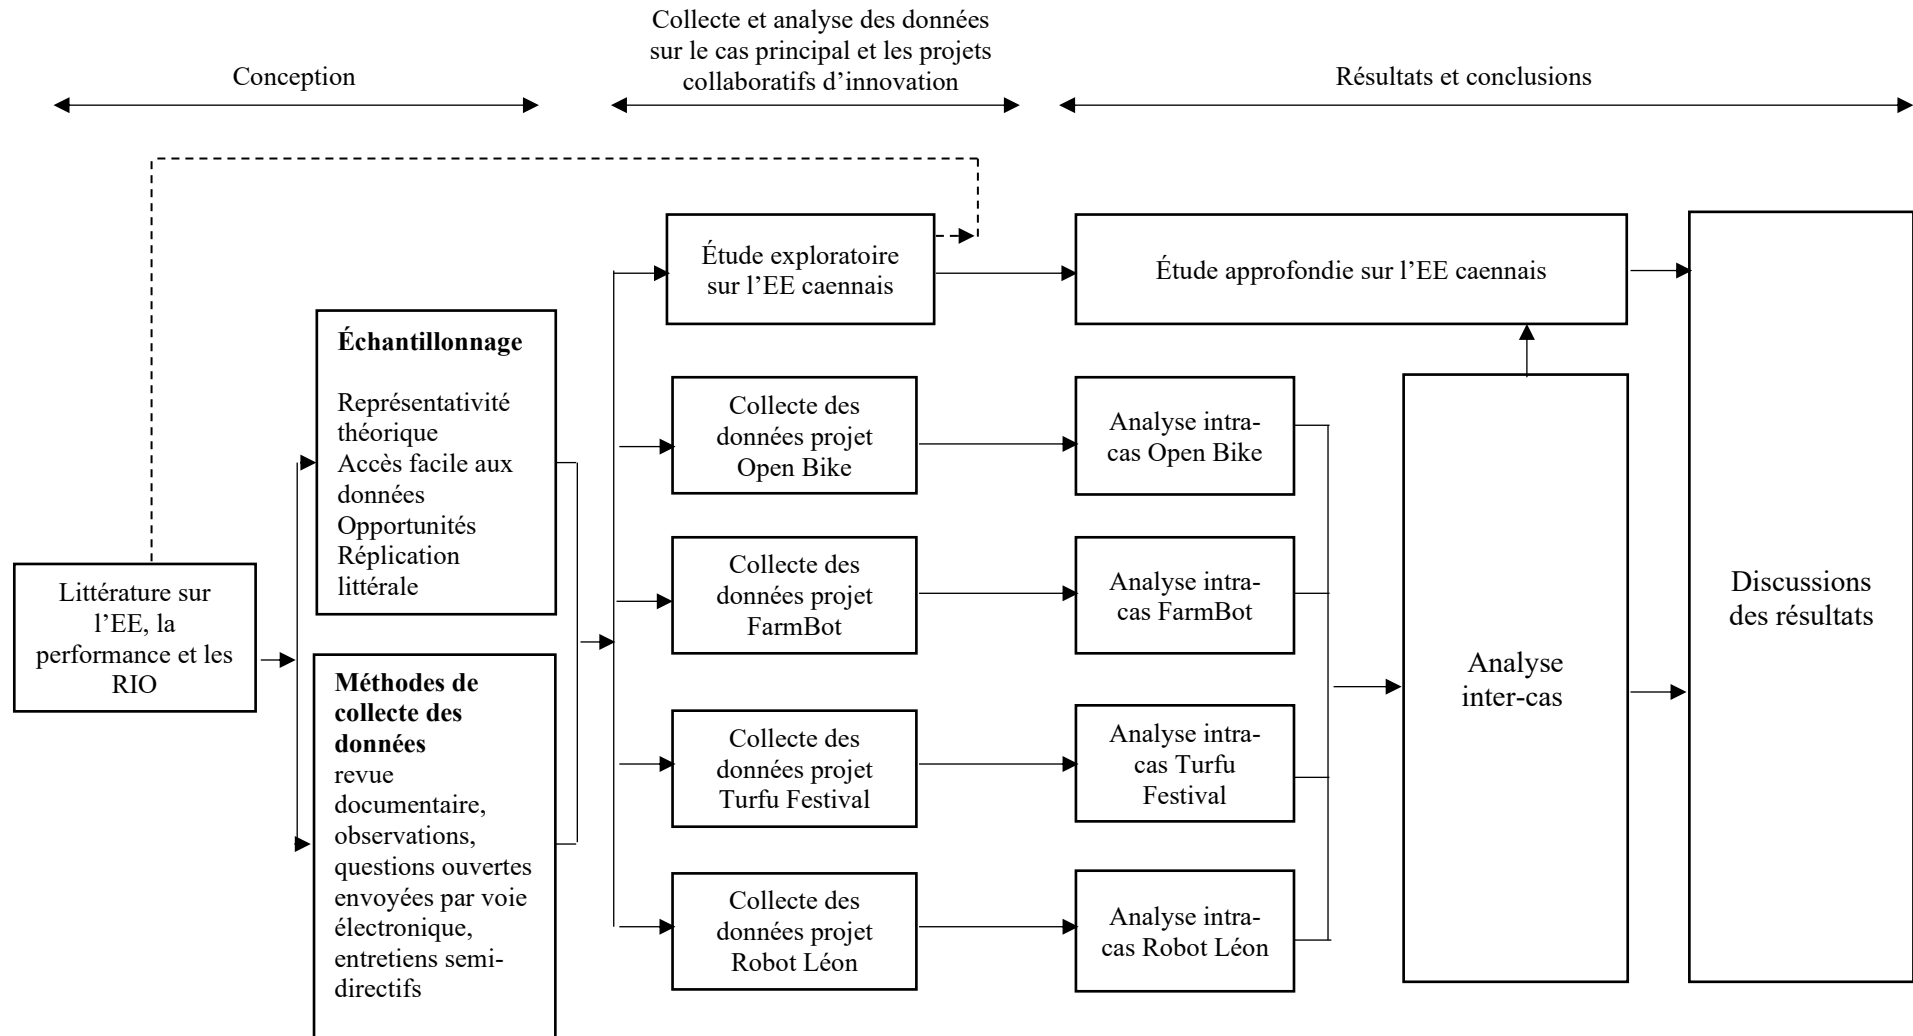 Conception
Collecte et analyse des données
sur le cas principal et les projets
collaboratifs d’innovation
Résultats et conclusions
Littérature sur
l’EE, la
performance et les
RIO
Échantillonnage
Représentativité
théorique
Accès facile aux
données
Opportunités
Réplication
littérale
Méthodes de
collecte des
données
revue
documentaire,
observations,
questions ouvertes
envoyées par voie
électronique,
entretiens semi-
directifs
Étude exploratoire
sur l’EE caennais
Collecte des
données projet
Open Bike
Collecte des
données projet
FarmBot
Collecte des
données projet
Turfu Festival
Collecte des
données projet
Robot Léon
Étude approfondie sur l’EE caennais
Analyse intra-
cas Open Bike
Analyse intra-
cas FarmBot
Analyse intra-
cas Turfu
Festival
Analyse intra-
cas Robot Léon
Analyse
inter-cas
Discussions
des résultats